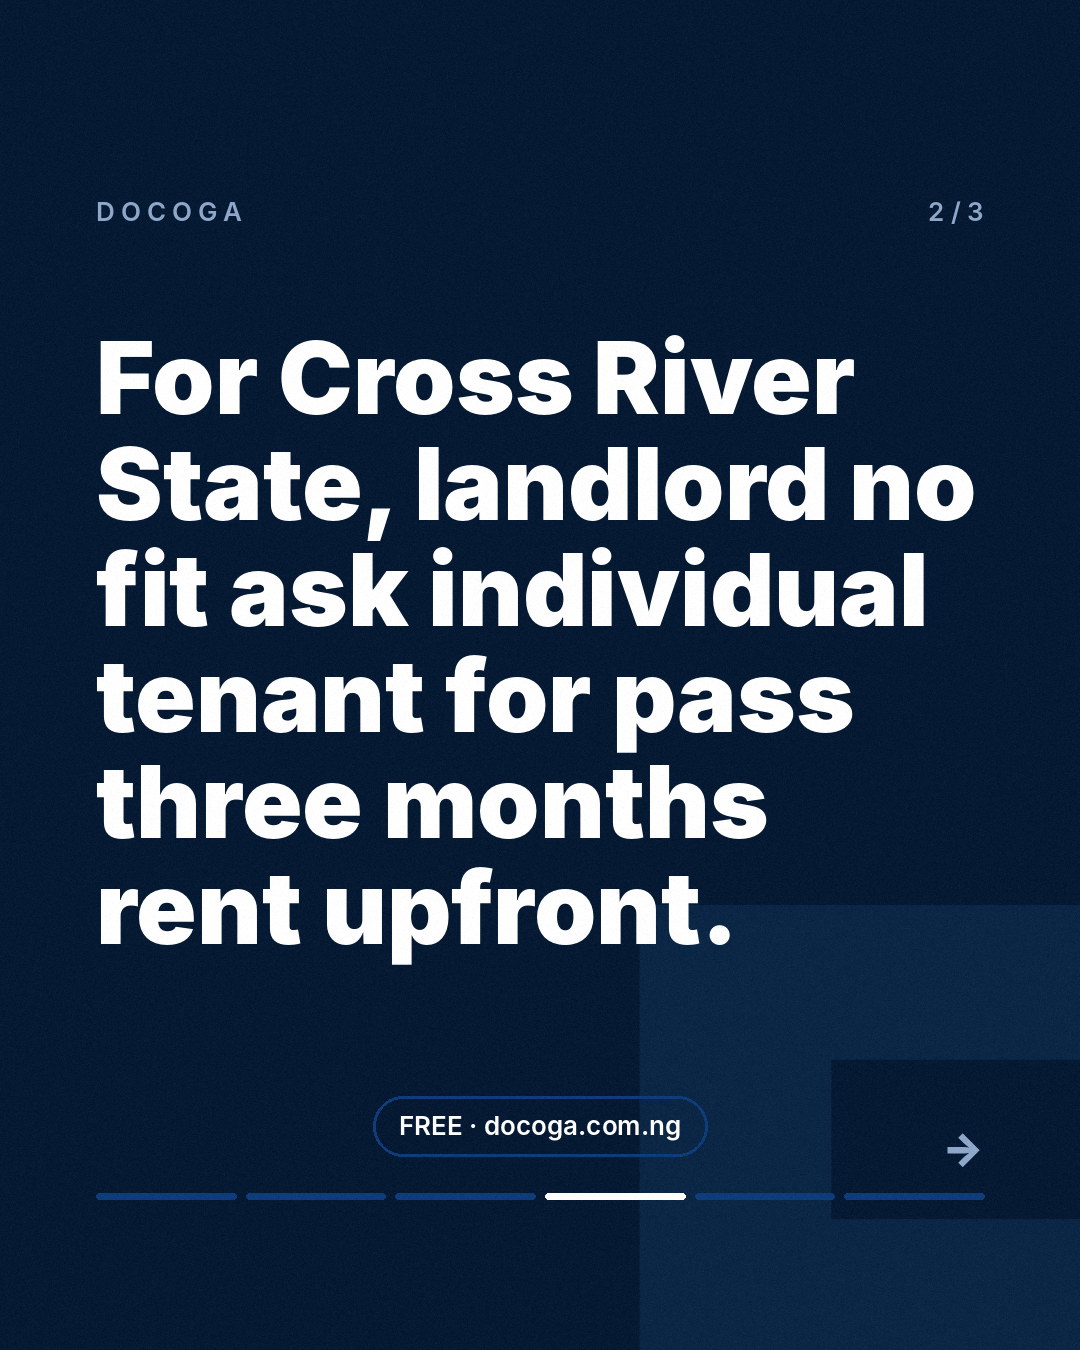 DOCOGA
2/3
For Cross River
State, landlord no
fit ask individual
tenant for pass
three months
rent upfront.
FREE · docoga.com.ng